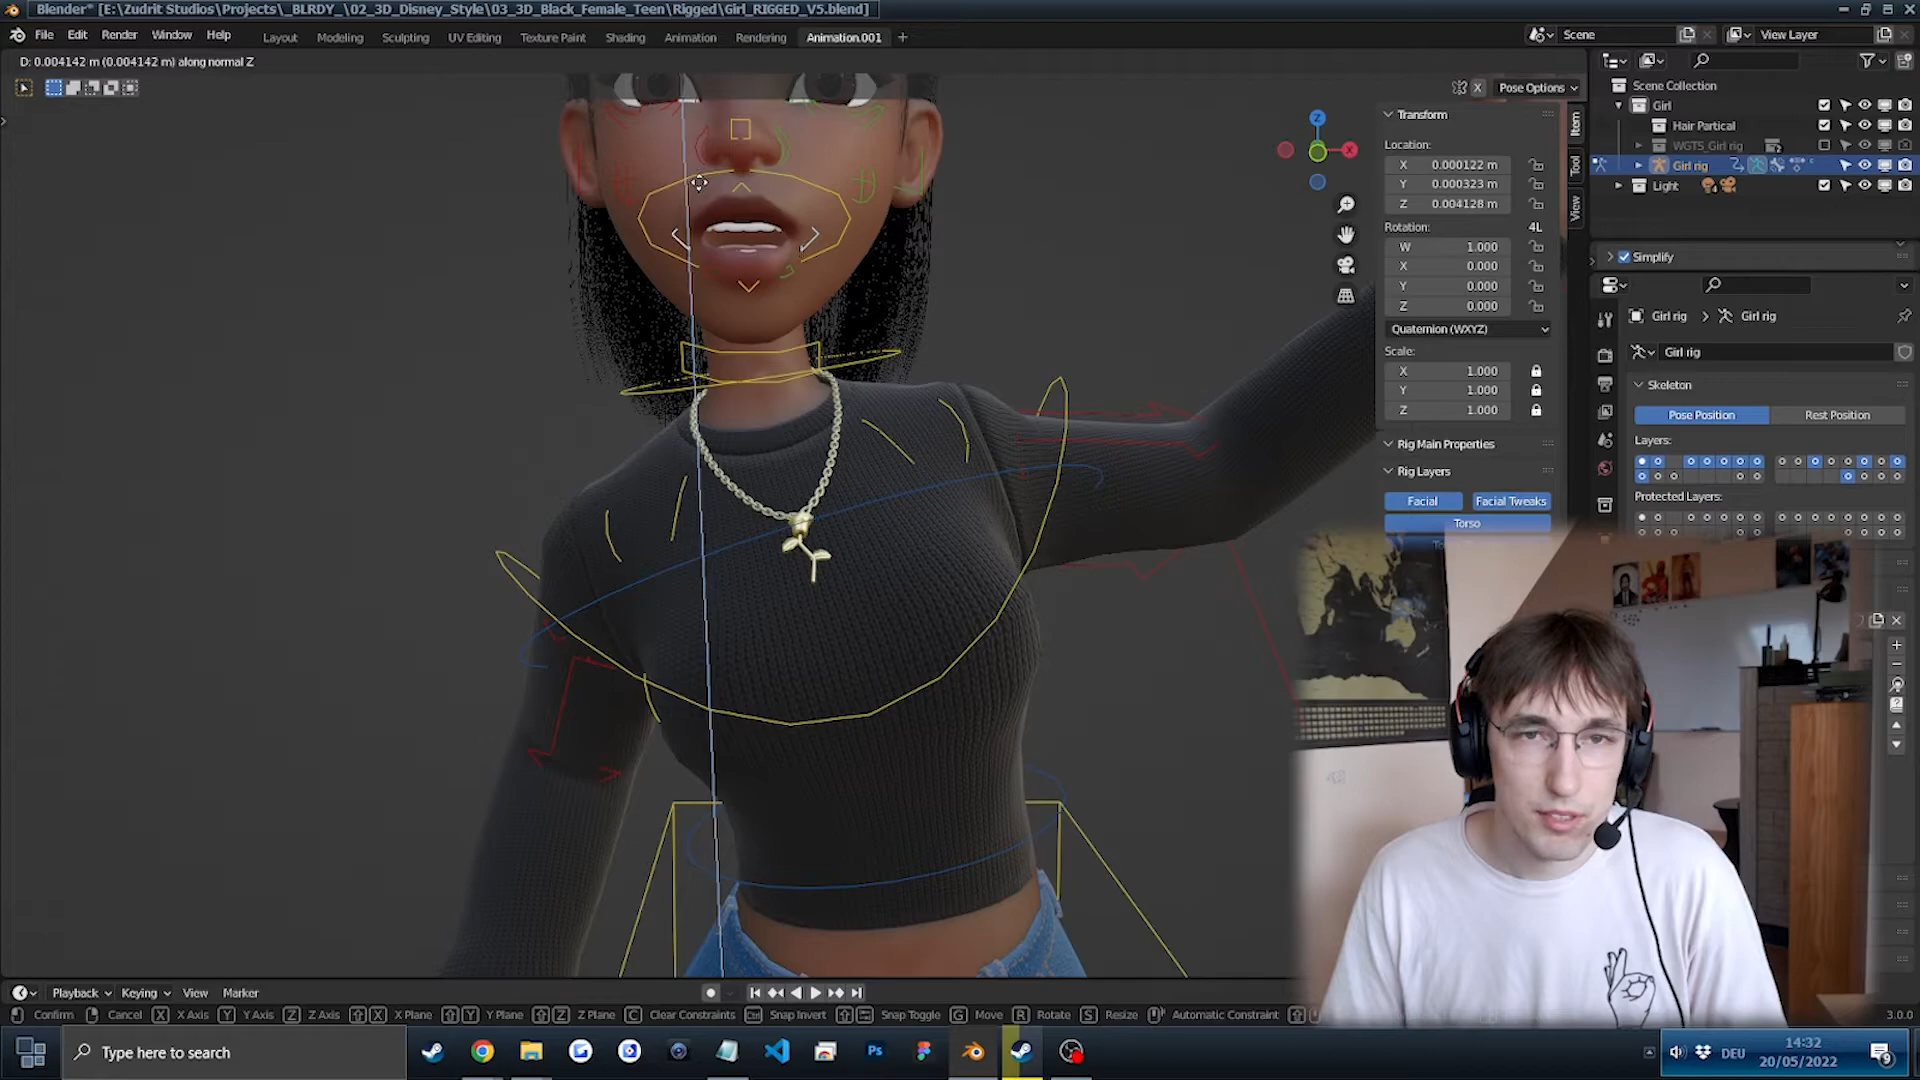 Blender* [E:\Zudrit Studios\Projects\_BLRDY_\02_3D_Disney_Style\03_3D_Black_Female_Teen\Rigged\Girl_RIGGED_V5.blend]
File Edit Render Window Help Layout Modeling Sculpting UV Editing Texture Paint Shading Animation Rendering Animation.001 + Scene View Layer
D: 0.004142 m (0.004142 m) along normal Z
X Pose Options
Scene Collection
Girl
Hair Partical
WGTS_Girl rig
Girl rig
Light
Simplify
Girl rig > Girl rig
Girl rig
Skeleton
Pose Position Rest Position
Layers:
Protected Layers:
Z
X
Item
Tool
View
Transform
Location:
X 0.000122 m
Y 0.000323 m
Z 0.004128 m
Rotation: 4L
W 1.000
X 0.000
Y 0.000
Z 0.000
Quaternion (WXYZ)
Scale:
X 1.000
Y 1.000
Z 1.000
Rig Main Properties
Rig Layers
Facial Facial Tweaks
Torso
Playback Keying View Marker
Confirm Cancel X X Axis Y Y Axis Z Z Axis X X Plane Y Y Plane Z Z Plane C Clear Constraints Snap Invert Snap Toggle G Move R Rotate S Resize Automatic Constraint 3.0.0
Type here to search
Ps
DEU
14:32
20/05/2022
9